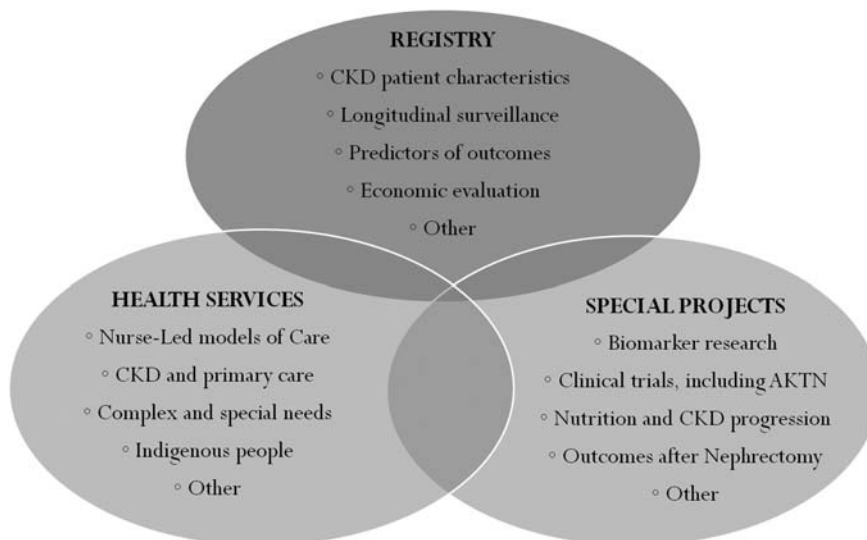 REGISTRY
◦ CKD patient characteristics
◦ Longitudinal surveillance
◦ Predictors of outcomes
◦ Economic evaluation
◦ Other
HEALTH SERVICES
◦ Nurse-Led models of Care
◦ CKD and primary care
◦ Complex and special needs
◦ Indigenous people
◦ Other
SPECIAL PROJECTS
◦ Biomarker research
◦ Clinical trials, including AKTN
◦ Nutrition and CKD progression
◦ Outcomes after Nephrectomy
◦ Other